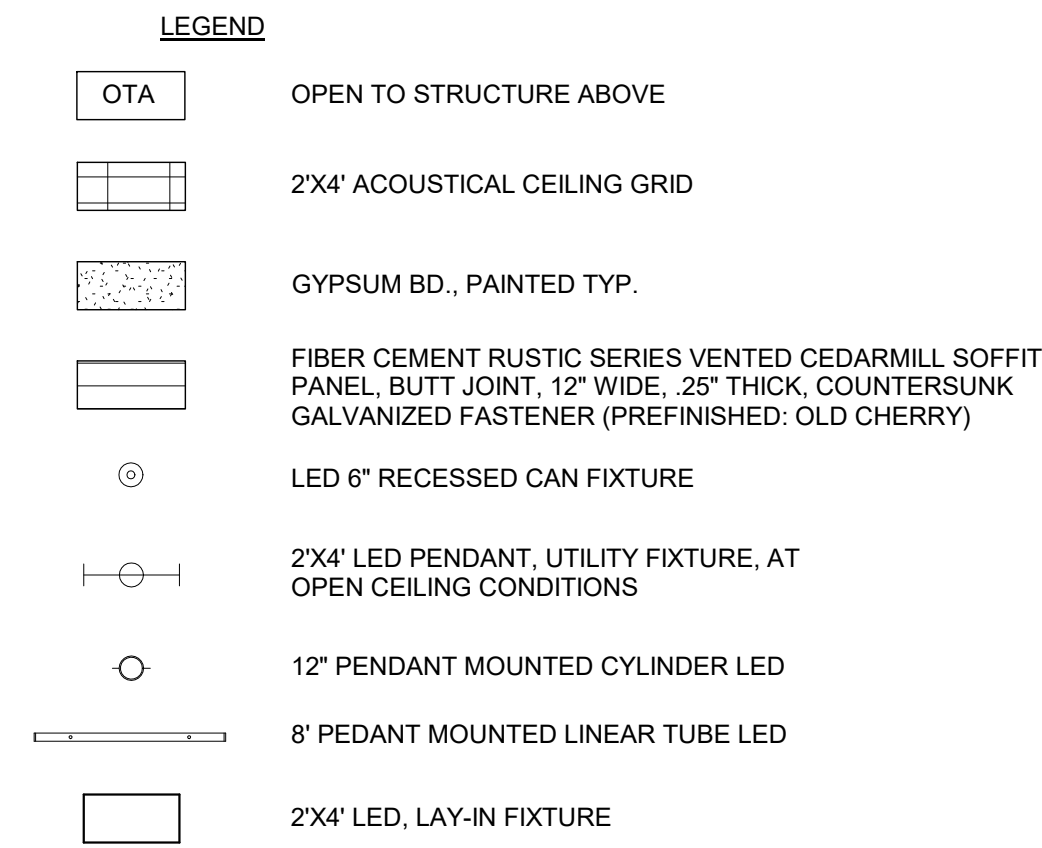 LEGEND
OTA OPEN TO STRUCTURE ABOVE
2'X4' ACOUSTICAL CEILING GRID
GYPSUM BD., PAINTED TYP.
FIBER CEMENT RUSTIC SERIES VENTED CEDARMILL SOFFIT
PANEL, BUTT JOINT, 12" WIDE, .25" THICK, COUNTERSUNK
GALVANIZED FASTENER (PREFINISHED: OLD CHERRY)
LED 6" RECESSED CAN FIXTURE
2'X4' LED PENDANT, UTILITY FIXTURE, AT
OPEN CEILING CONDITIONS
12" PENDANT MOUNTED CYLINDER LED
8' PEDANT MOUNTED LINEAR TUBE LED
2'X4' LED, LAY-IN FIXTURE